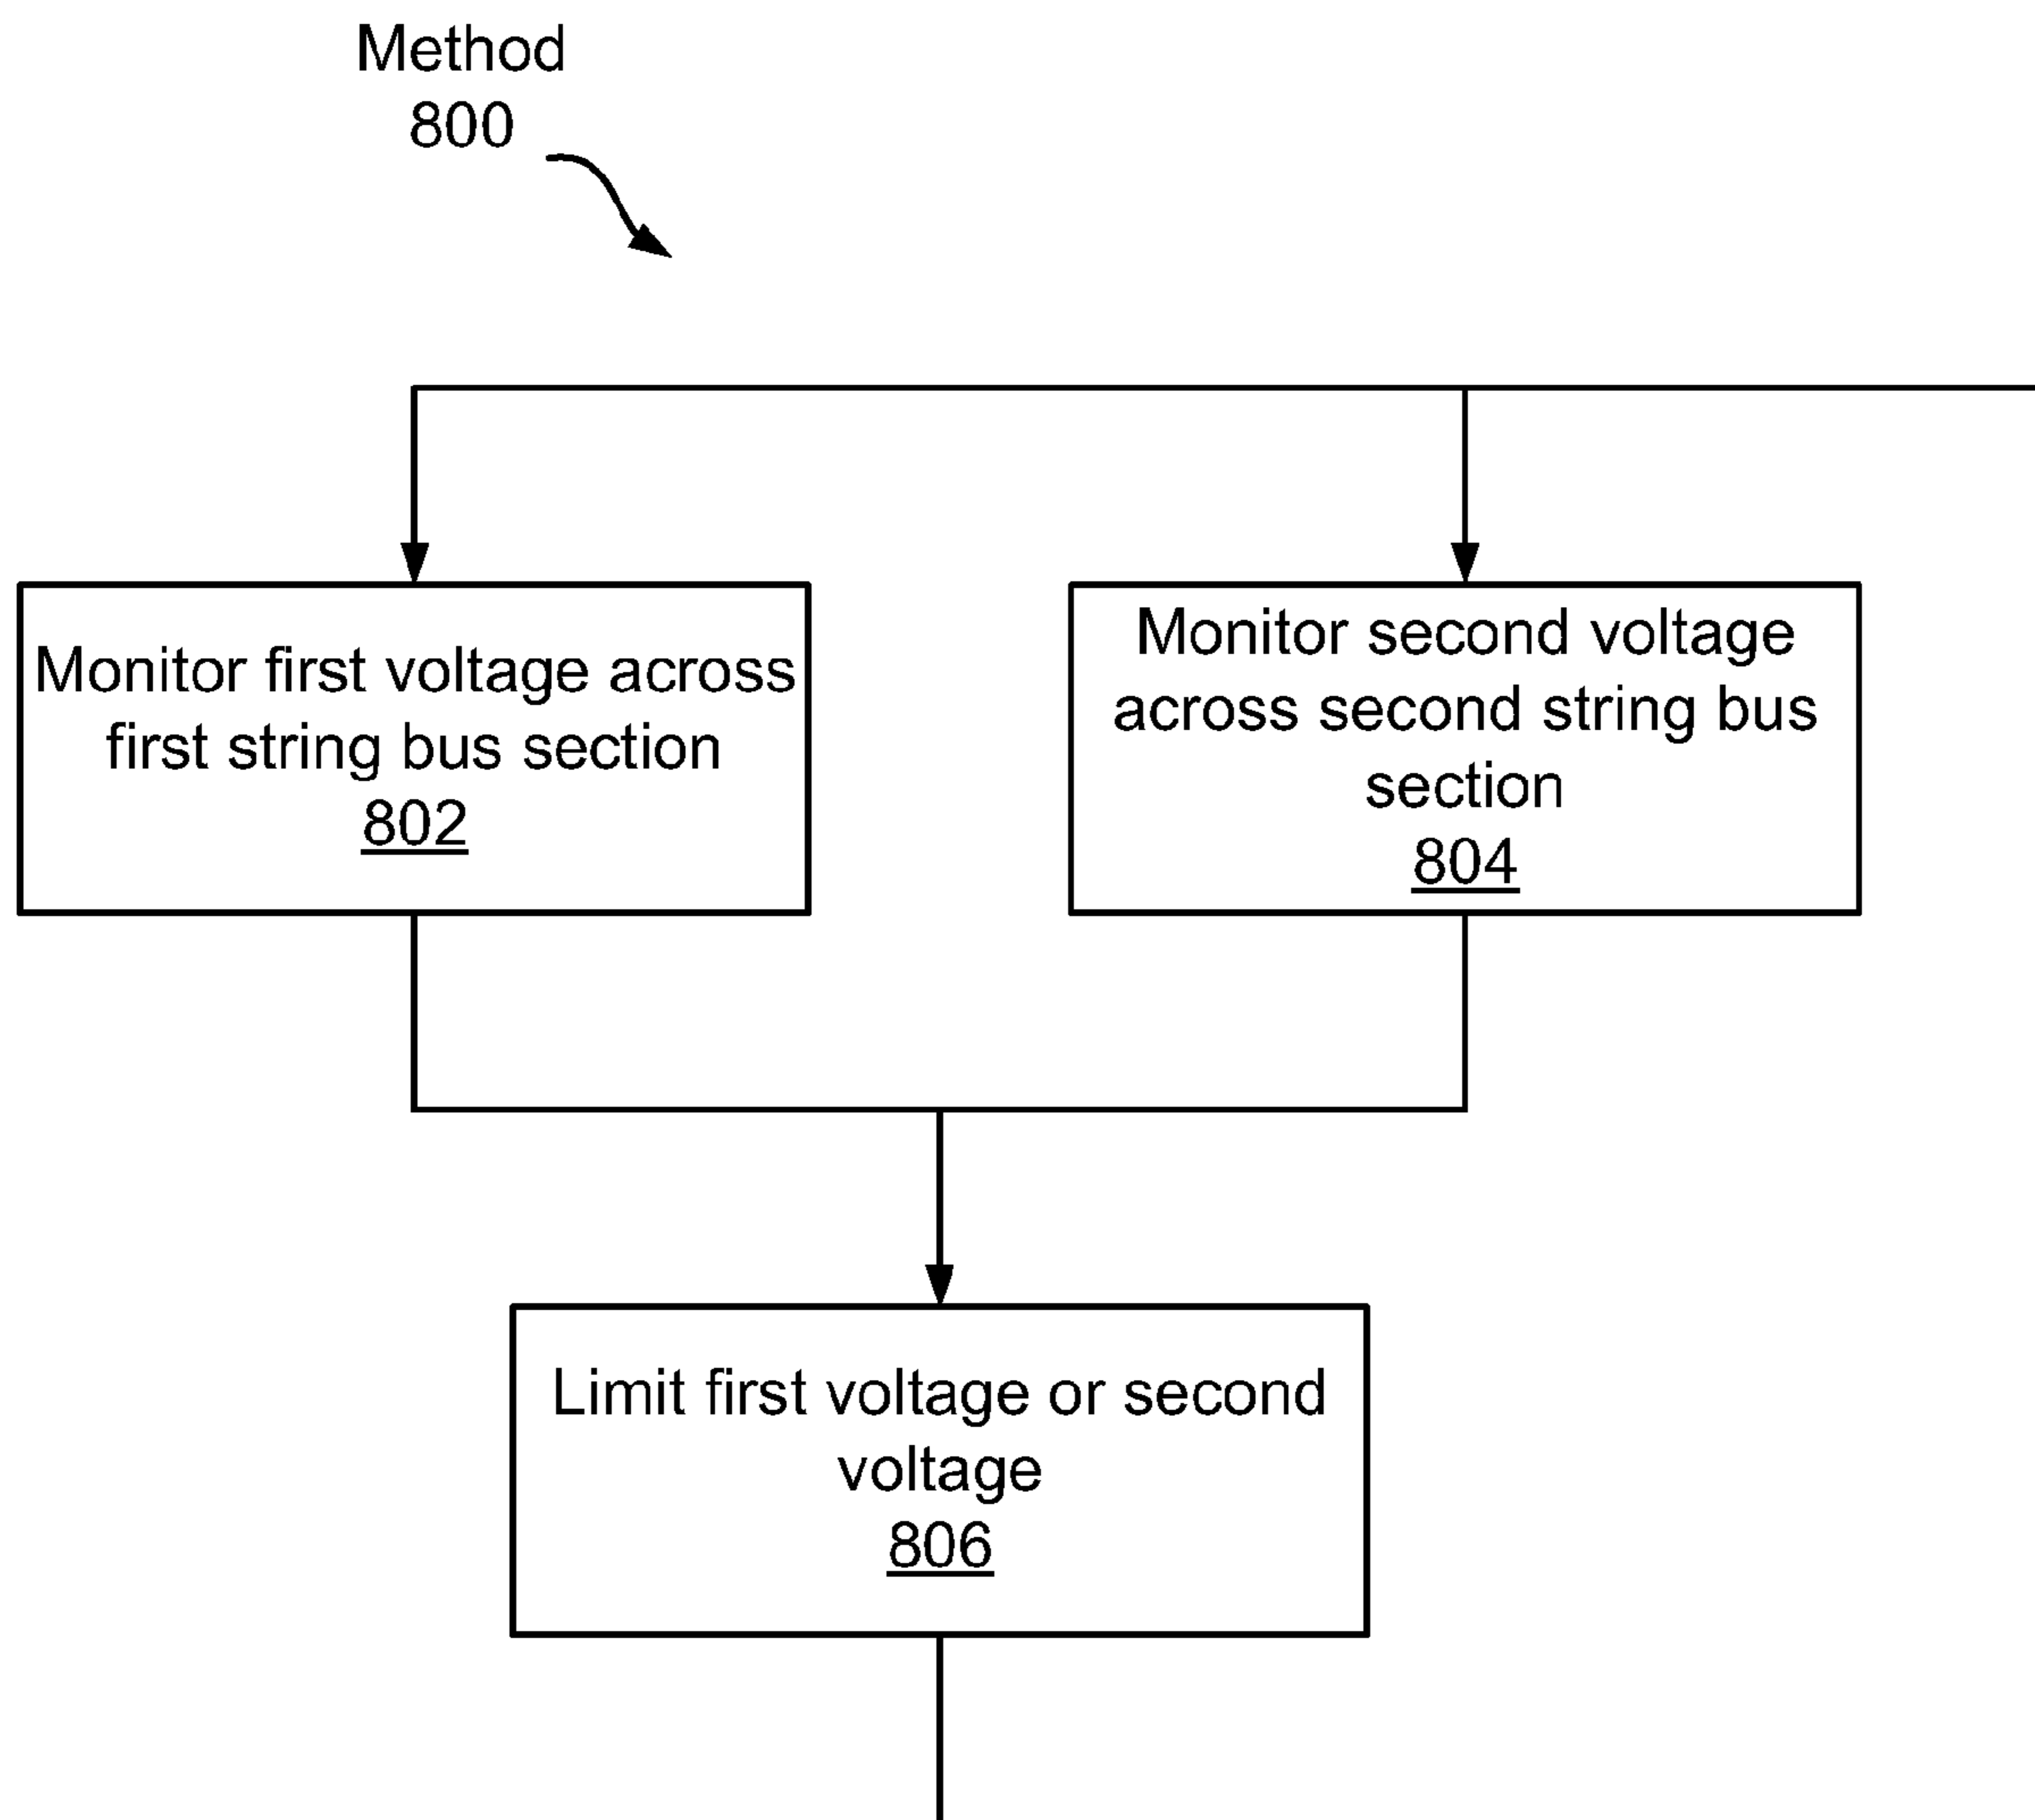 Method
800
Monitor first voltage across
first string bus section
802
Monitor second voltage
across second string bus
section
804
Limit first voltage or second
voltage
806